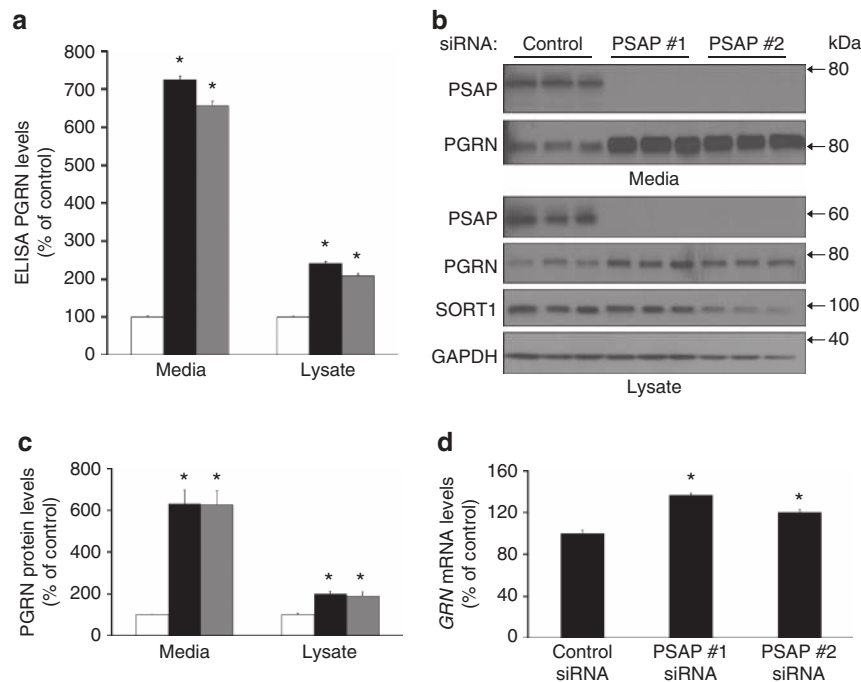 a
ELISA PGRN levels
(% of control)
800
700
600
500
400
300
200
100
0
* *
* *
Media Lysate
b
siRNA: Control PSAP #1 PSAP #2 kDa
PSAP ←80
PGRN ←80
Media
PSAP ←60
PGRN ←80
SORT1 ←100
GAPDH ←40
Lysate
c
PGRN protein levels
(% of control)
800
600
400
200
0
* *
* *
Media Lysate
d
GRN mRNA levels
(% of control)
160
120
80
40
0
*
*
Control PSAP #1 PSAP #2
siRNA siRNA siRNA